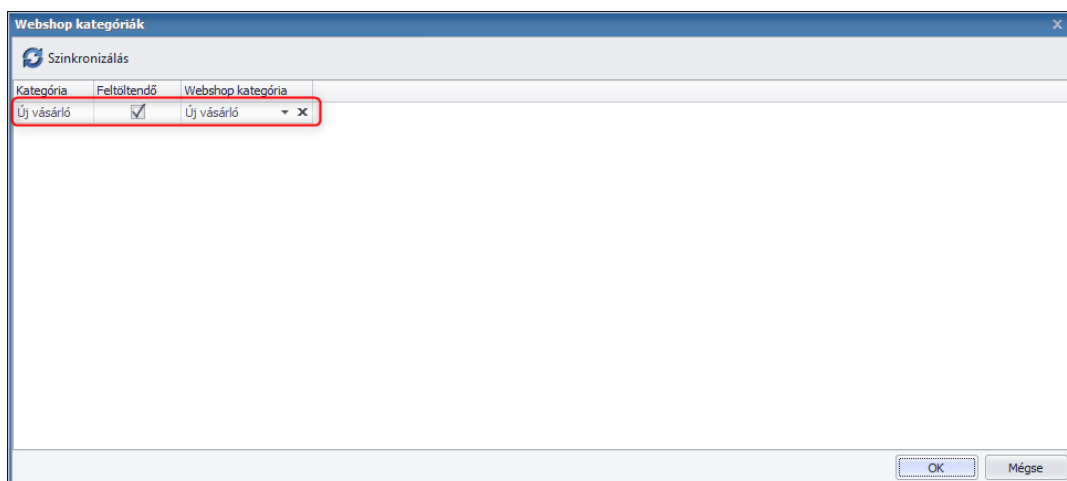 Webshop kategóriák
Szinkronizálás
Kategória Feltöltendő Webshop kategória
Új vásárló Új vásárló
OK Mégse